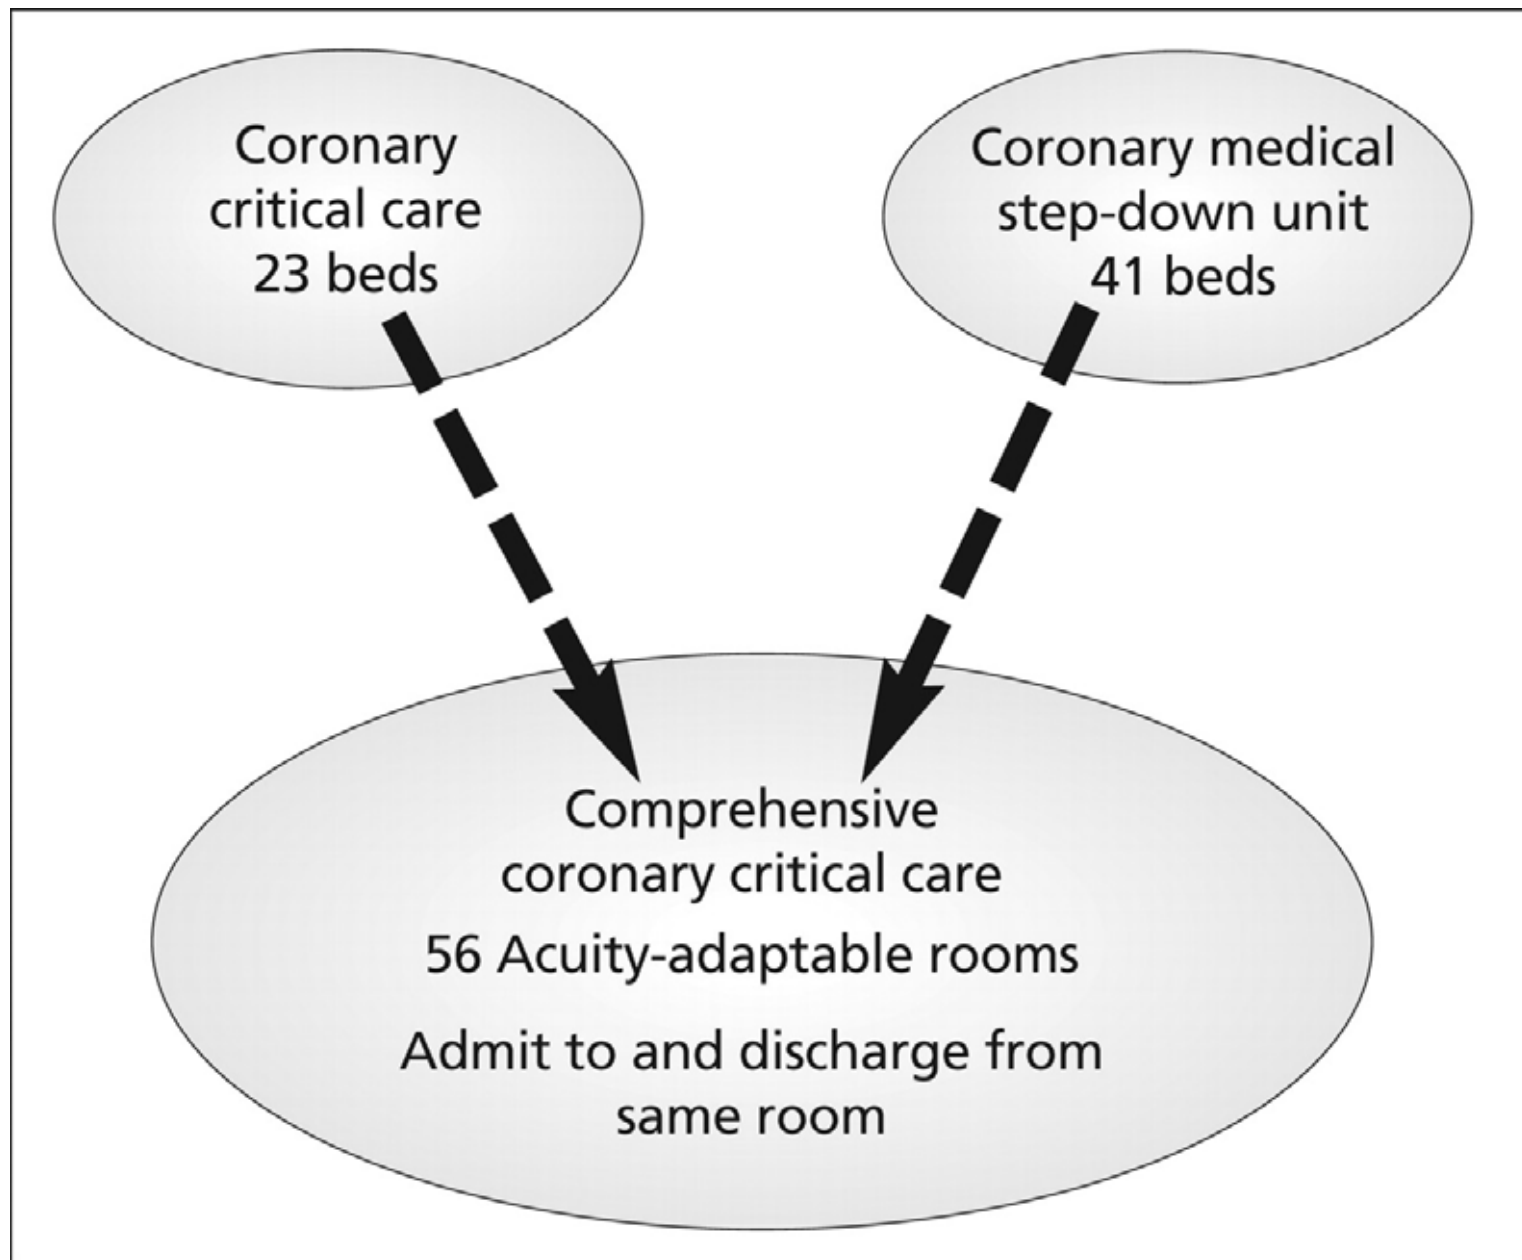 Coronary
critical care
23 beds
Coronary medical
step-down unit
41 beds
Comprehensive
coronary critical care
56 Acuity-adaptable rooms
Admit to and discharge from
same room